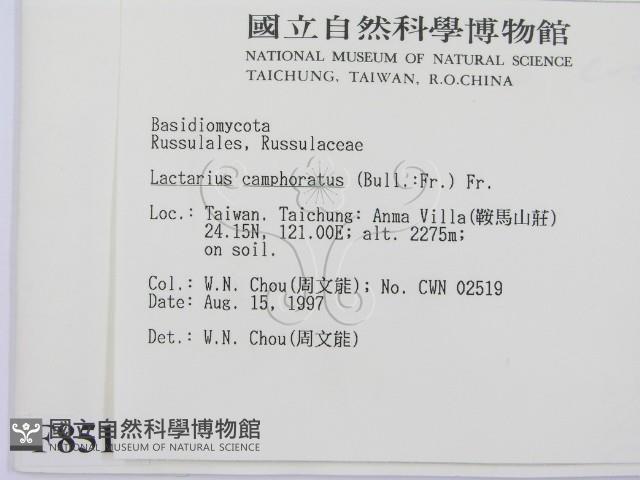 國立自然科學博物館
NATIONAL MUSEUM OF NATURAL SCIENCE
TAICHUNG, TAIWAN, R.O.CHINA
Basidiomycota
Russulales, Russulaceae
Lactarius camphoratus (Bull.:Fr.) Fr.
Loc.: Taiwan. Taichung: Anma Villa(鞍馬山莊)
24.15N, 121.00E; alt. 2275m;
on soil.
Col.: W.N. Chou(周文能); No. CWN 02519
Date: Aug. 15, 1997
Det.: W.N. Chou(周文能)
國立自然科學博物館
F851
NATIONAL MUSEUM OF NATURAL SCIENCE